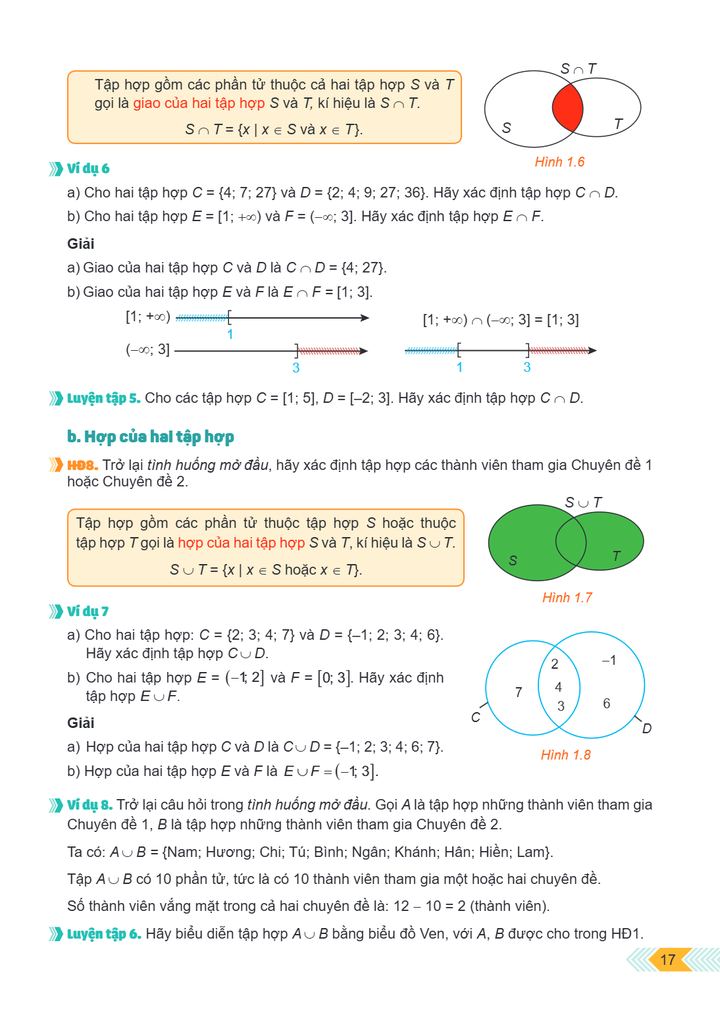 Tập hợp gồm các phần tử thuộc cả hai tập hợp S và T
gọi là giao của hai tập hợp S và T, kí hiệu là S ∩ T.
S ∩ T = {x | x ∈ S và x ∈ T}.
S ∩ T
S
T
Hình 1.6
Ví dụ 6
a) Cho hai tập hợp C = {4; 7; 27} và D = {2; 4; 9; 27; 36}. Hãy xác định tập hợp C ∩ D.
b) Cho hai tập hợp E = [1; +∞) và F = (–∞; 3]. Hãy xác định tập hợp E ∩ F.
Giải
a) Giao của hai tập hợp C và D là C ∩ D = {4; 27}.
b) Giao của hai tập hợp E và F là E ∩ F = [1; 3].
[1; +∞)
[
1
(–∞; 3]
]
3
[1; +∞) ∩ (–∞; 3] = [1; 3]
[ ]
1 3
Luyện tập 5. Cho các tập hợp C = [1; 5], D = [–2; 3]. Hãy xác định tập hợp C ∩ D.
b. Hợp của hai tập hợp
HĐ8. Trở lại tình huống mở đầu, hãy xác định tập hợp các thành viên tham gia Chuyên đề 1
hoặc Chuyên đề 2.
Tập hợp gồm các phần tử thuộc tập hợp S hoặc thuộc
tập hợp T gọi là hợp của hai tập hợp S và T, kí hiệu là S ∪ T.
S ∪ T = {x | x ∈ S hoặc x ∈ T}.
S ∪ T
S
T
Hình 1.7
Ví dụ 7
a) Cho hai tập hợp: C = {2; 3; 4; 7} và D = {–1; 2; 3; 4; 6}.
Hãy xác định tập hợp C ∪ D.
b) Cho hai tập hợp E = (–1; 2] và F = [0; 3]. Hãy xác định
tập hợp E ∪ F.
Giải
a) Hợp của hai tập hợp C và D là C ∪ D = {–1; 2; 3; 4; 6; 7}.
b) Hợp của hai tập hợp E và F là E ∪ F = (–1; 3].
2
–1
7
4
3
6
C
D
Hình 1.8
Ví dụ 8. Trở lại câu hỏi trong tình huống mở đầu. Gọi A là tập hợp những thành viên tham gia
Chuyên đề 1, B là tập hợp những thành viên tham gia Chuyên đề 2.
Ta có: A ∪ B = {Nam; Hương; Chi; Tú; Bình; Ngân; Khánh; Hân; Hiền; Lam}.
Tập A ∪ B có 10 phần tử, tức là có 10 thành viên tham gia một hoặc hai chuyên đề.
Số thành viên vắng mặt trong cả hai chuyên đề là: 12 – 10 = 2 (thành viên).
Luyện tập 6. Hãy biểu diễn tập hợp A ∪ B bằng biểu đồ Ven, với A, B được cho trong HĐ1.
17